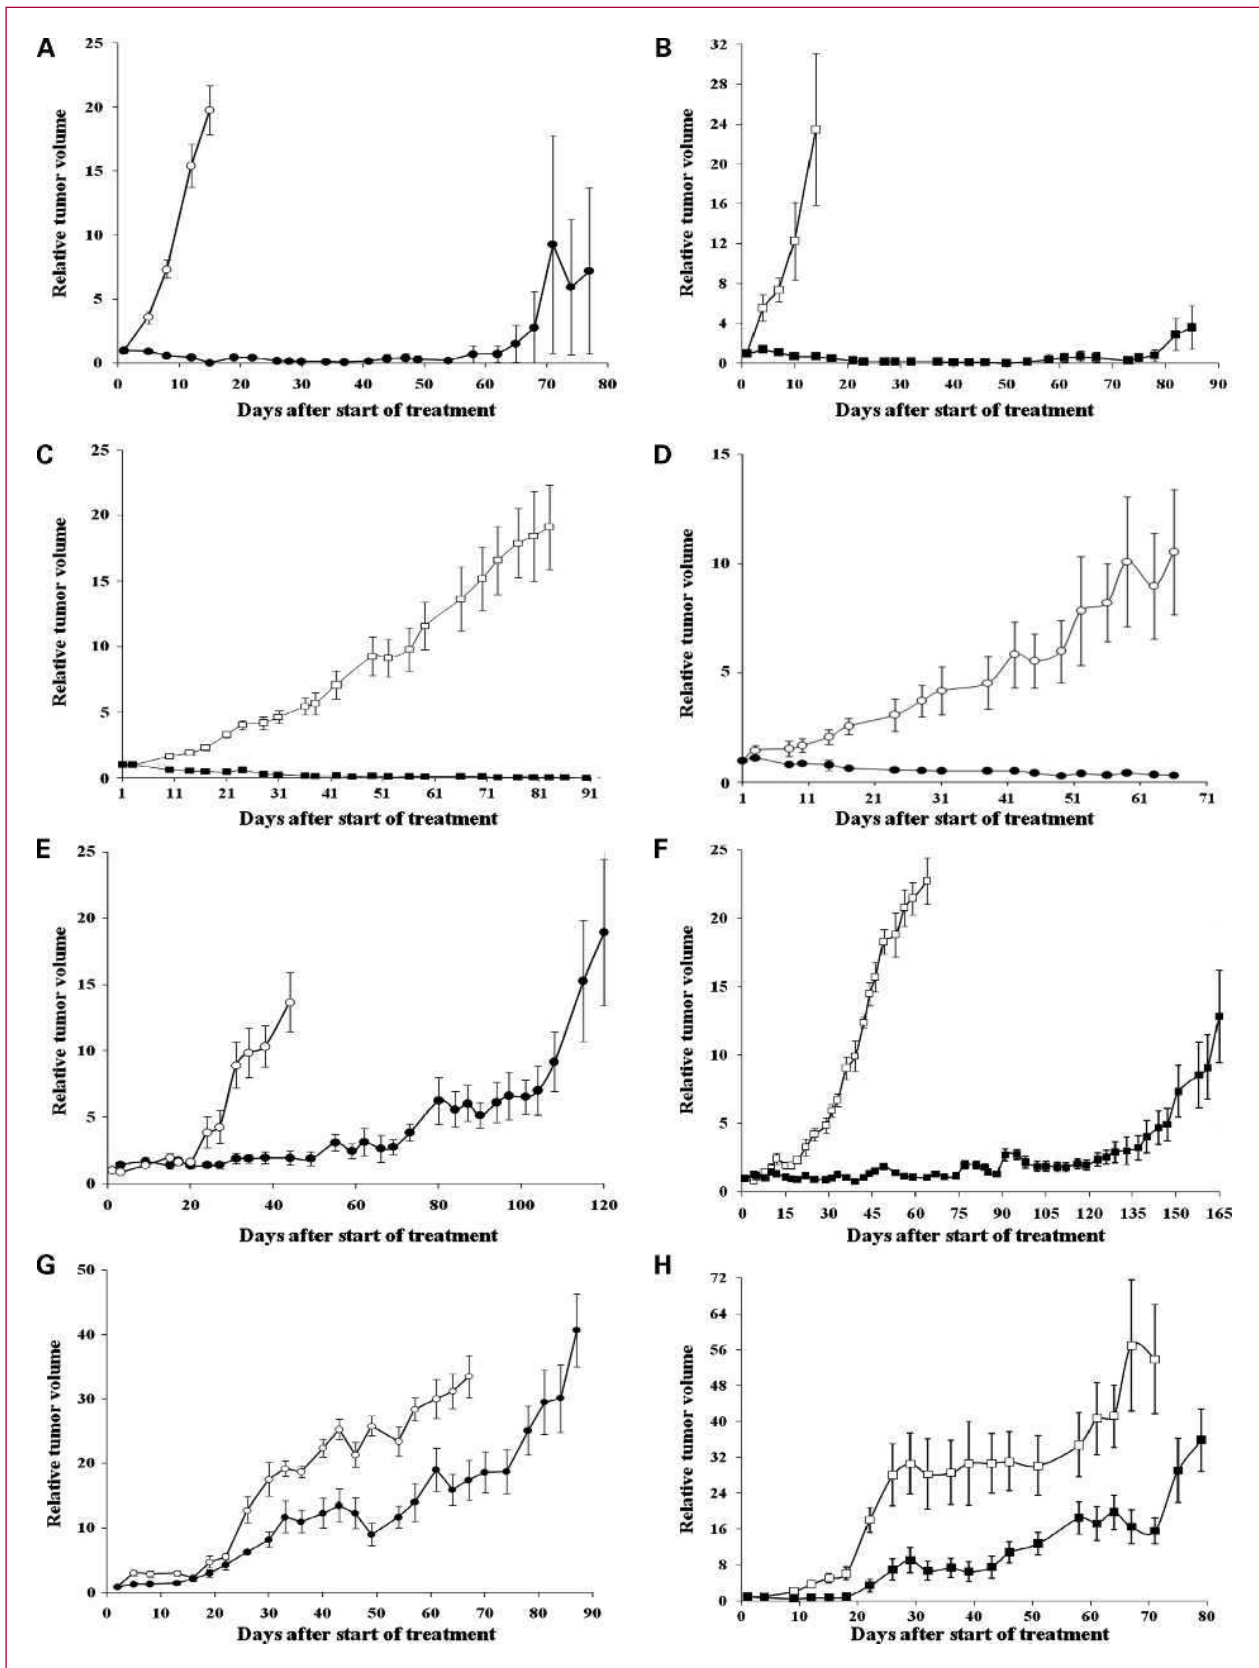 A
25
20
15
10
5
0
Relative tumor volume
0 10 20 30 40 50 60 70 80
Days after start of treatment
B
32
28
24
20
16
12
8
4
0
Relative tumor volume
0 10 20 30 40 50 60 70 80 90
Days after start of treatment
C
25
20
15
10
5
0
Relative tumor volume
1 11 21 31 41 51 61 71 81 91
Days after start of treatment
D
15
10
5
0
Relative tumor volume
1 11 21 31 41 51 61 71
Days after start of treatment
E
25
20
15
10
5
0
Relative tumor volume
0 20 40 60 80 100 120
Days after start of treatment
F
25
20
15
10
5
0
Relative tumor volume
0 15 30 45 60 75 90 105 120 135 150 165
Days after start of treatment
G
50
40
30
20
10
0
Relative tumor volume
0 10 20 30 40 50 60 70 80 90
Days after start of treatment
H
72
64
56
48
40
32
24
16
8
0
Relative tumor volume
0 10 20 30 40 50 60 70 80
Days after start of treatment